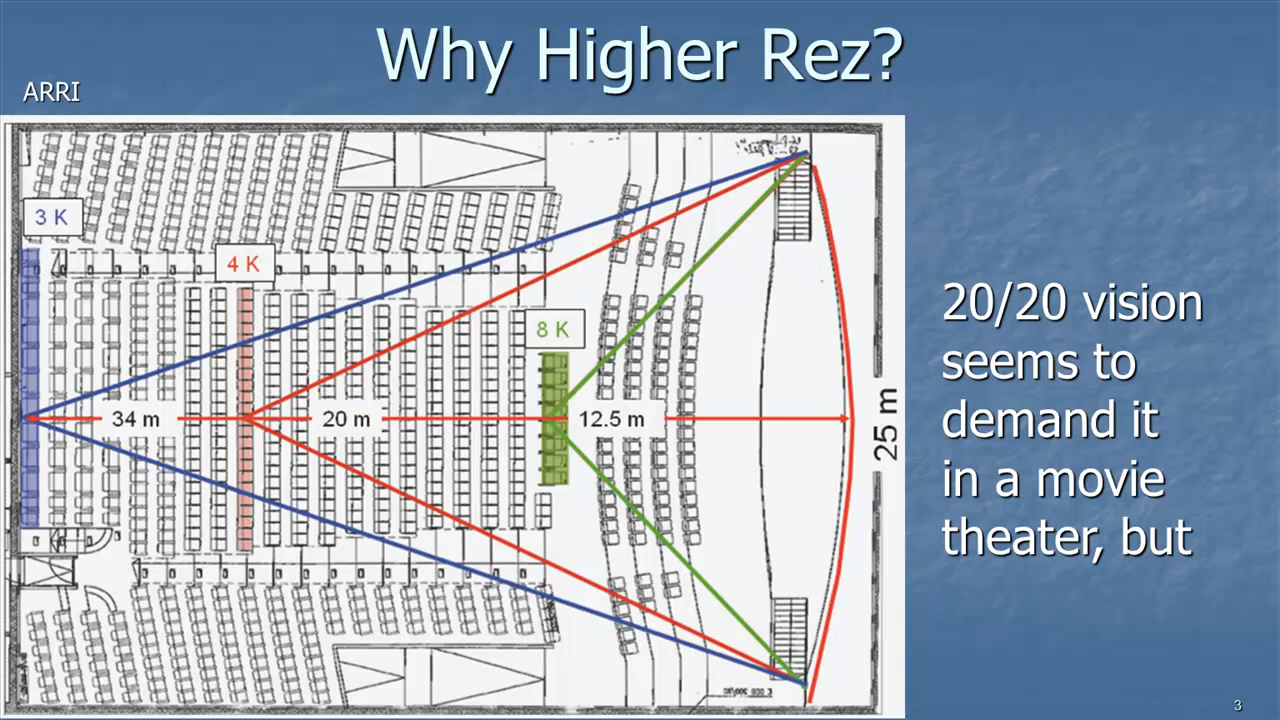 Why Higher Rez?
ARRI
3 K
4 K
8 K
34 m
20 m
12.5 m
25 m
20/20 vision
seems to
demand it
in a movie
theater, but
3